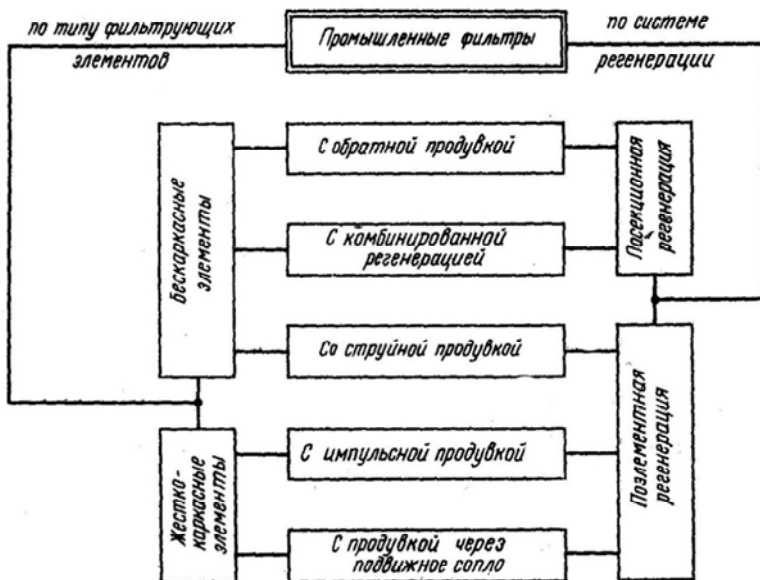 по типу фильтрующих
элементов
Промышленные фильтры
по системе
регенерации
Бескаркасные
элементы
С обратной продувкой
С комбинированной
регенерацией
Со струйной продувкой
Посекционная
регенерация
Жестко-
каркасные
элементы
С импульсной продувкой
С продувкой через
подвижное сопло
Поэлементная
регенерация